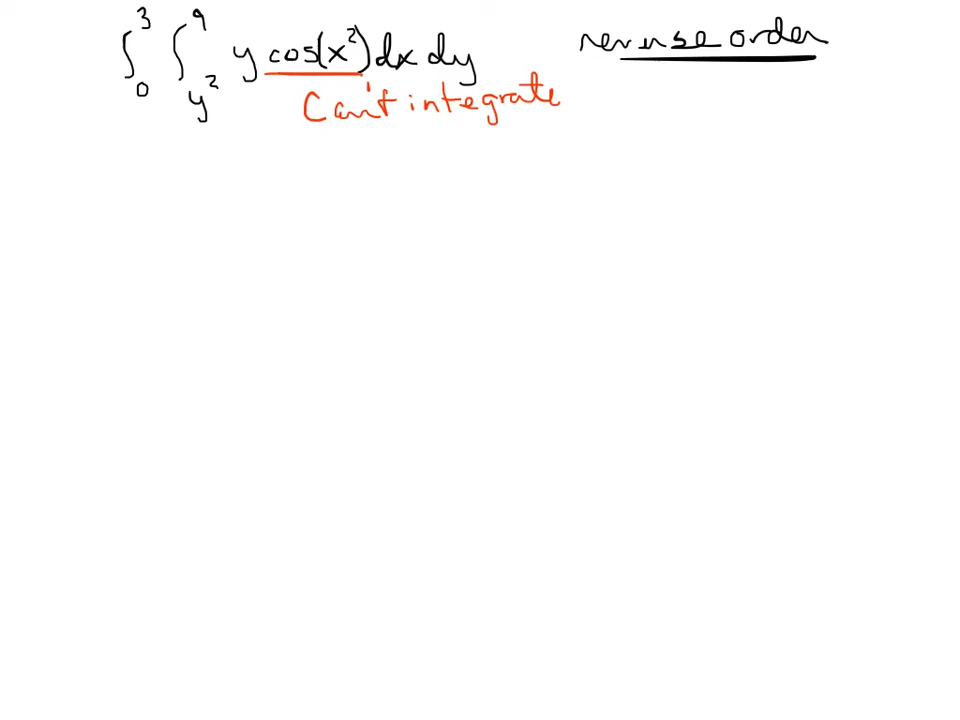 ∫₀³ ∫_{y²}^9 y cos(x²) dx dy reverse order
Can't integrate